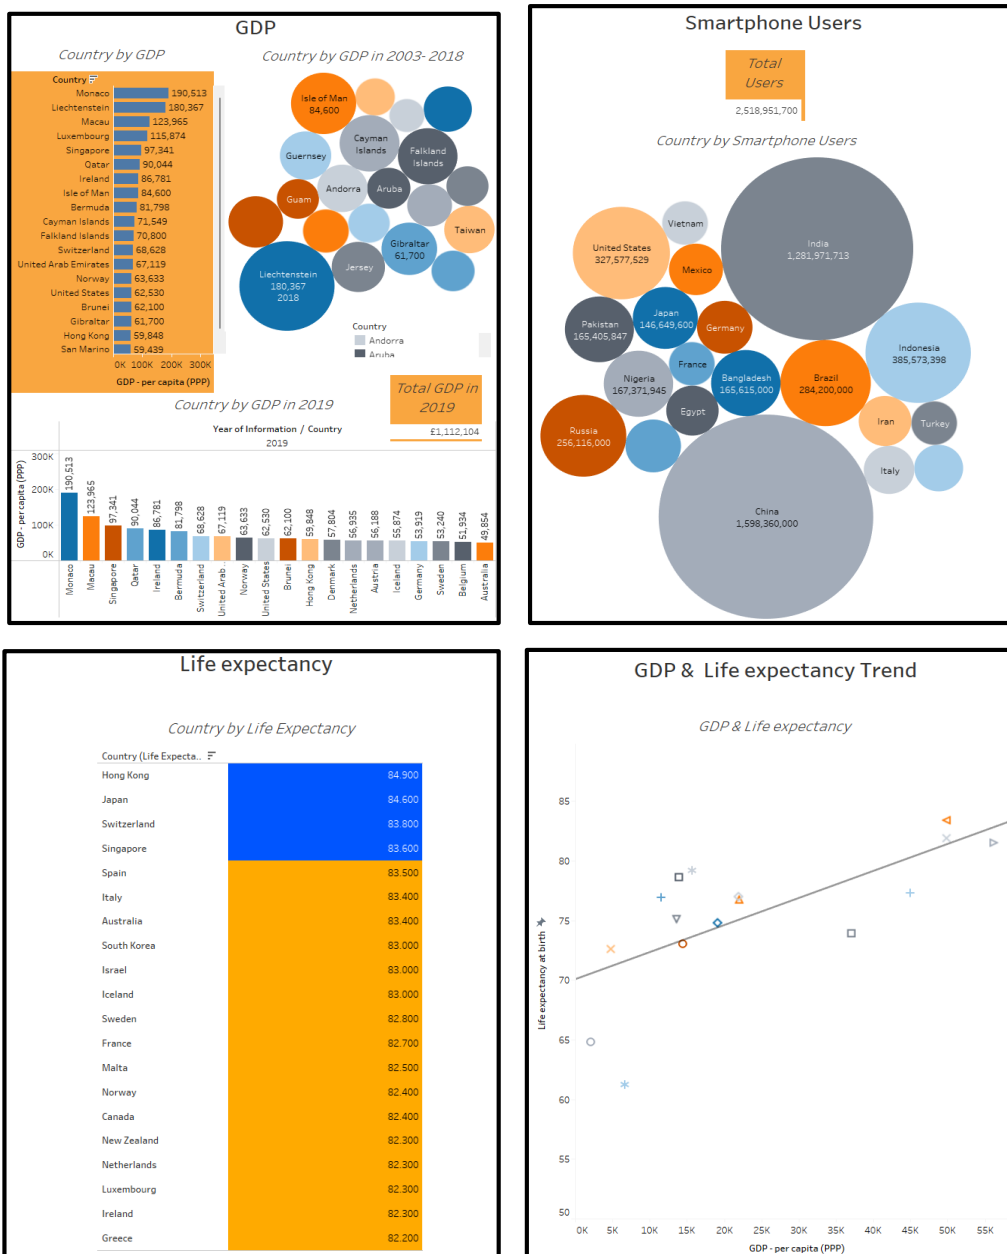 GDP
Country by GDP
Country
Monaco 190,513
Liechtenstein 180,367
Macau 123,965
Luxembourg 115,874
Singapore 97,341
Qatar 90,044
Ireland 86,781
Isle of Man 84,600
Bermuda 81,798
Cayman Islands 71,549
Falkland Islands 70,800
Switzerland 68,628
United Arab Emirates 67,119
Norway 63,633
United States 62,530
Brunei 62,100
Gibraltar 61,700
Hong Kong 59,848
San Marino 59,439
0K 100K 200K 300K
GDP - per capita (PPP)
Country by GDP in 2003- 2018
Isle of Man
84,600
Cayman
Islands
Falkland
Islands
Guernsey
Andorra
Aruba
Guam
Taiwan
Gibraltar
61,700
Jersey
Liechtenstein
180,367
2018
Country
Andorra
Aruba
Country by GDP in 2019
Total GDP in
2019
£1,112,104
Year of Information / Country
2019
GDP - per capita (PPP)
300K
200K
100K
0K
190,513
123,965
97,341
90,044
86,781
81,798
68,628
67,119
63,633
62,530
62,100
59,848
57,804
56,935
56,188
55,874
53,919
53,240
51,934
49,854
Monaco
Macau
Singapore
Qatar
Ireland
Bermuda
Switzerland
United Arab ..
Norway
United States
Brunei
Hong Kong
Denmark
Netherlands
Austria
Iceland
Germany
Sweden
Belgium
Australia
Smartphone Users
Total
Users
2,518,951,700
Country by Smartphone Users
Vietnam
United States
327,577,529
India
1,281,971,713
Mexico
Pakistan
165,405,847
Japan
146,649,600
Germany
Indonesia
385,573,398
France
Nigeria
167,371,945
Bangladesh
165,615,000
Brazil
284,200,000
Egypt
Iran
Turkey
Russia
256,116,000
Italy
China
1,598,360,000
Life expectancy
Country by Life Expectancy
Country (Life Expecta..
Hong Kong 84.900
Japan 84.600
Switzerland 83.800
Singapore 83.600
Spain 83.500
Italy 83.400
Australia 83.400
South Korea 83.000
Israel 83.000
Iceland 83.000
Sweden 82.800
France 82.700
Malta 82.500
Norway 82.400
Canada 82.400
New Zealand 82.300
Netherlands 82.300
Luxembourg 82.300
Ireland 82.300
Greece 82.200
GDP & Life expectancy Trend
GDP & Life expectancy
Life expectancy at birth
85
80
75
70
65
60
55
50
0K 5K 10K 15K 20K 25K 30K 35K 40K 45K 50K 55K
GDP - per capita (PPP)